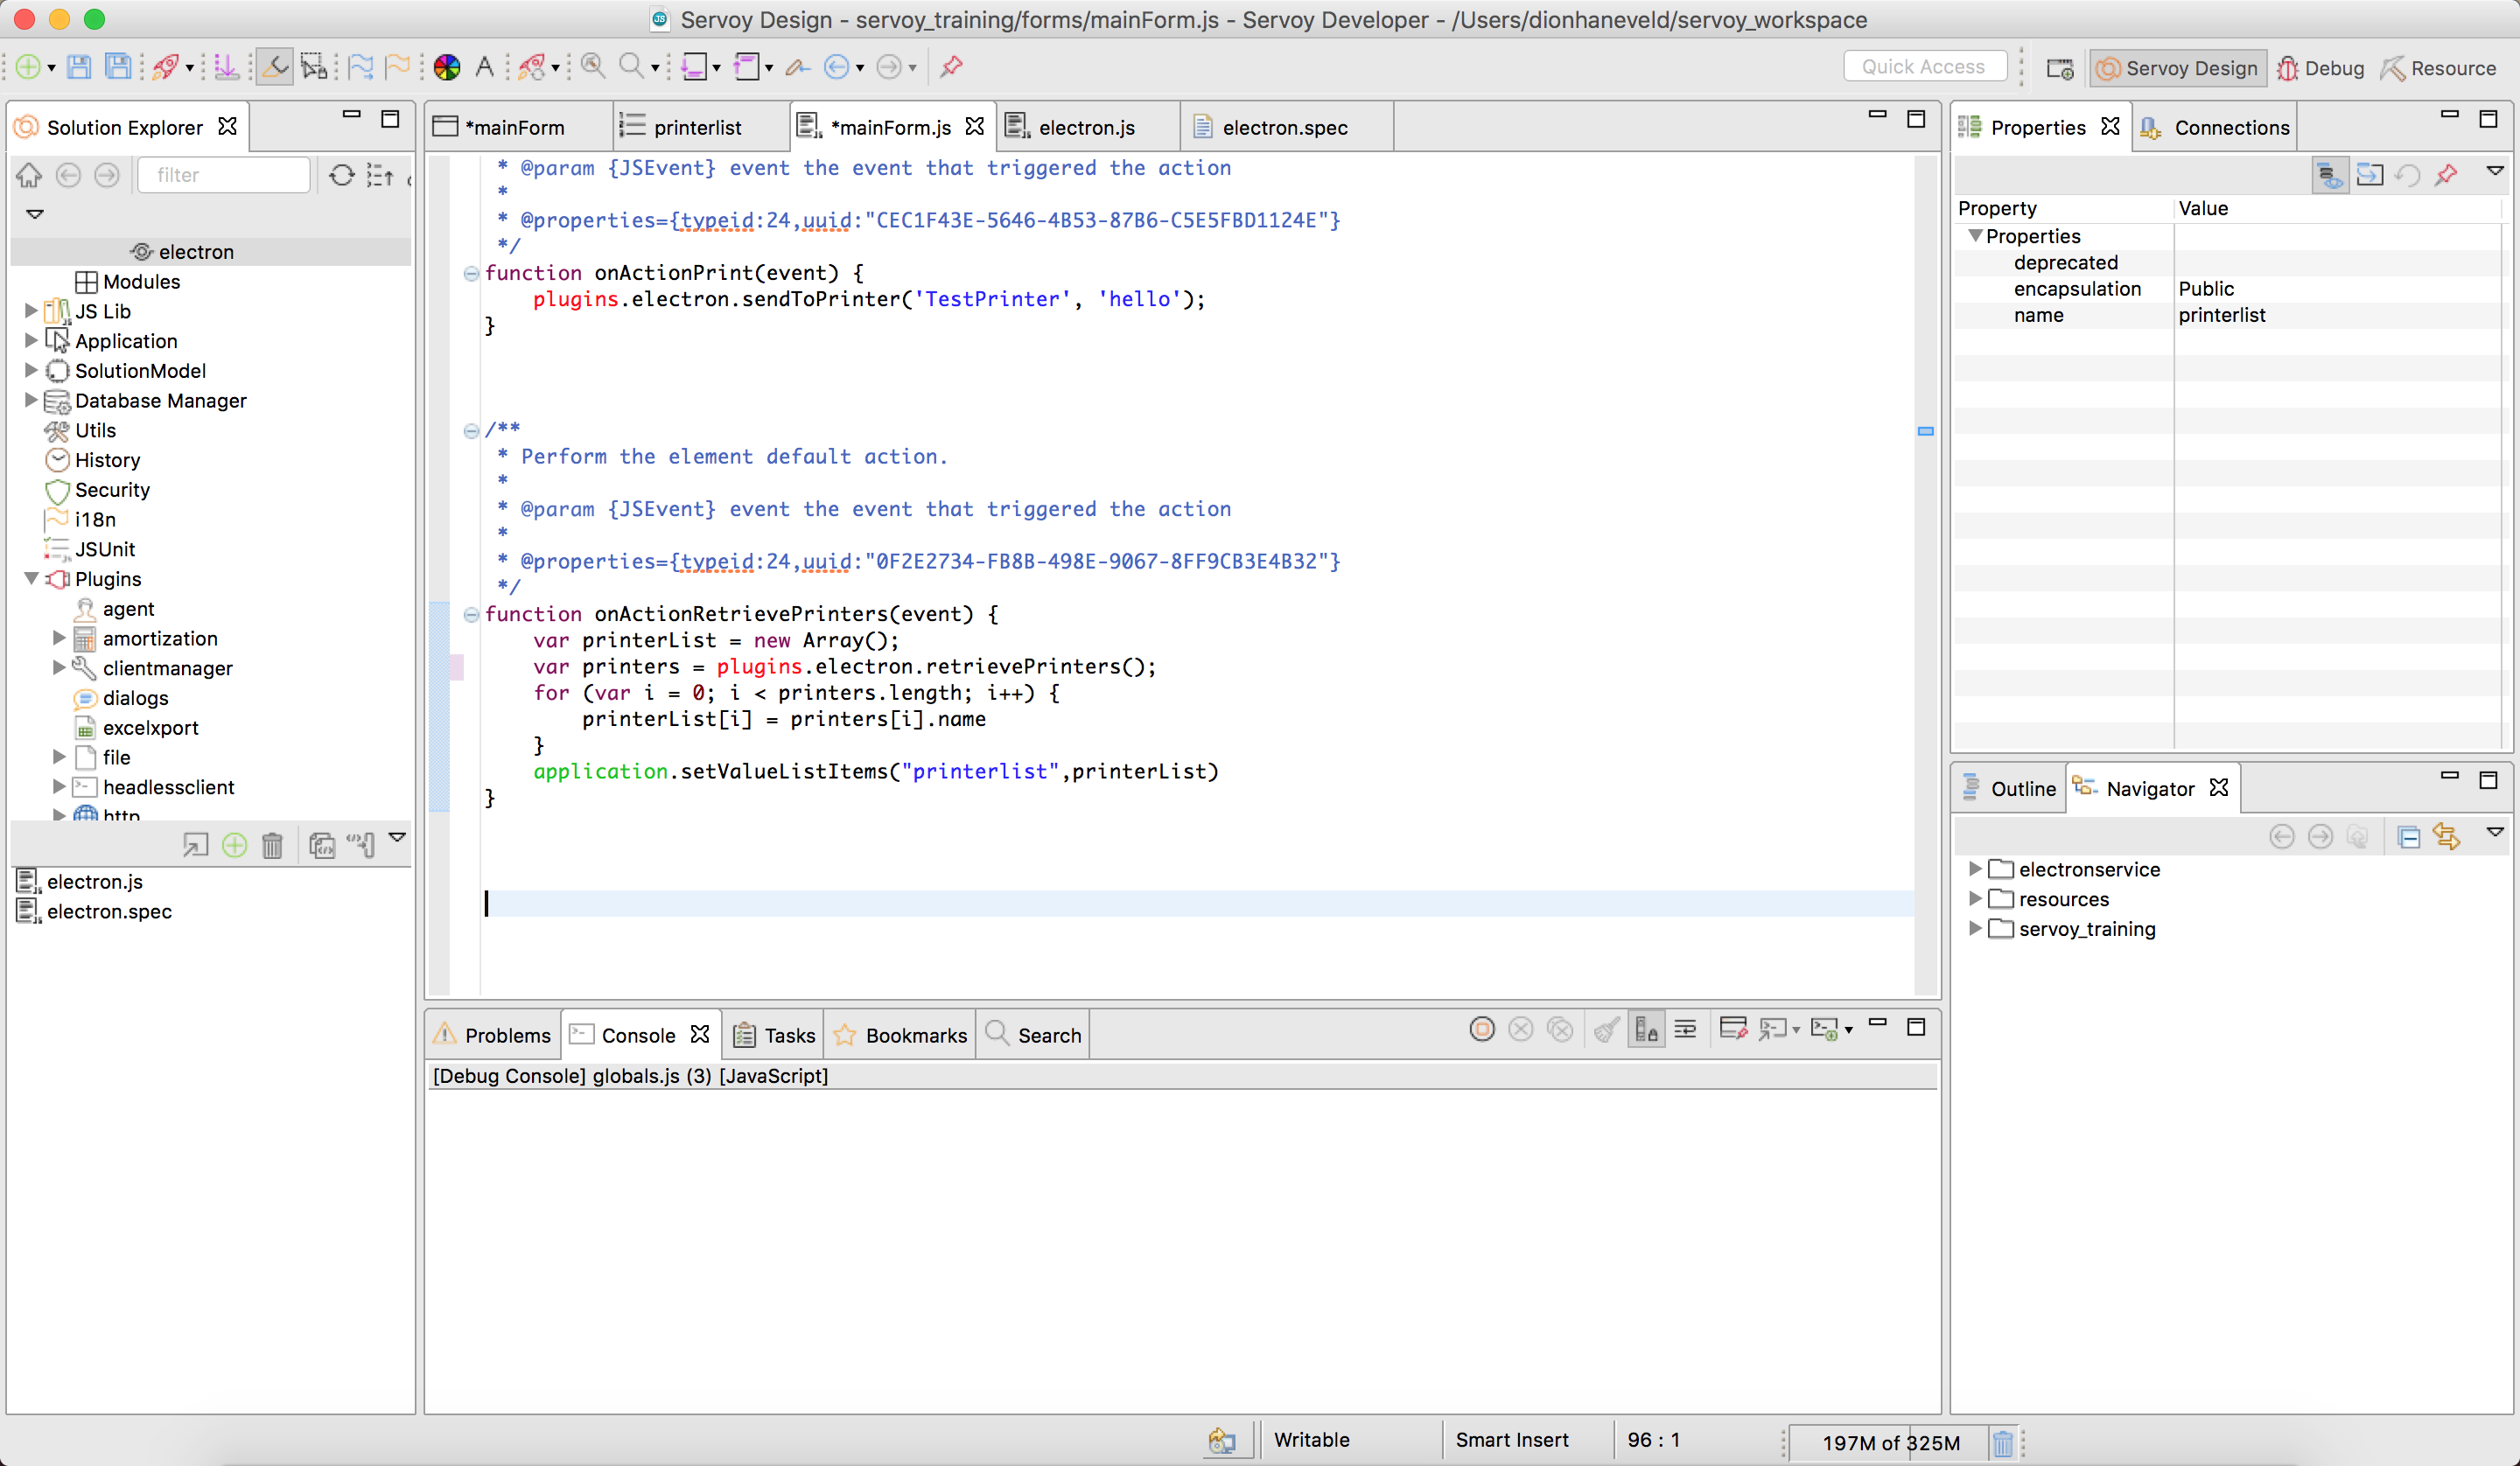 Servoy Design - servoy_training/forms/mainForm.js - Servoy Developer - /Users/dionhaneveld/servoy_workspace
Quick Access
Servoy Design
Debug
Resource
Solution Explorer
filter
electron
Modules
JS Lib
Application
SolutionModel
Database Manager
Utils
History
Security
i18n
JSUnit
Plugins
agent
amortization
clientmanager
dialogs
excelxport
file
headlessclient
http
electron.js
electron.spec
*mainForm
printerlist
*mainForm.js
electron.js
electron.spec
* @param {JSEvent} event the event that triggered the action
*
* @properties={typeid:24,uuid:"CEC1F43E-5646-4B53-87B6-C5E5FBD1124E"}
*/
function onActionPrint(event) {
plugins.electron.sendToPrinter('TestPrinter', 'hello');
}
/**
* Perform the element default action.
*
* @param {JSEvent} event the event that triggered the action
*
* @properties={typeid:24,uuid:"0F2E2734-FB8B-498E-9067-8FF9CB3E4B32"}
*/
function onActionRetrievePrinters(event) {
var printerList = new Array();
var printers = plugins.electron.retrievePrinters();
for (var i = 0; i < printers.length; i++) {
printerList[i] = printers[i].name
}
application.setValueListItems("printerlist",printerList)
}
Problems
Console
Tasks
Bookmarks
Search
[Debug Console] globals.js (3) [JavaScript]
Properties
Connections
Property Value
Properties
deprecated
encapsulation Public
name printerlist
Outline
Navigator
electronservice
resources
servoy_training
Writable
Smart Insert
96 : 1
197M of 325M